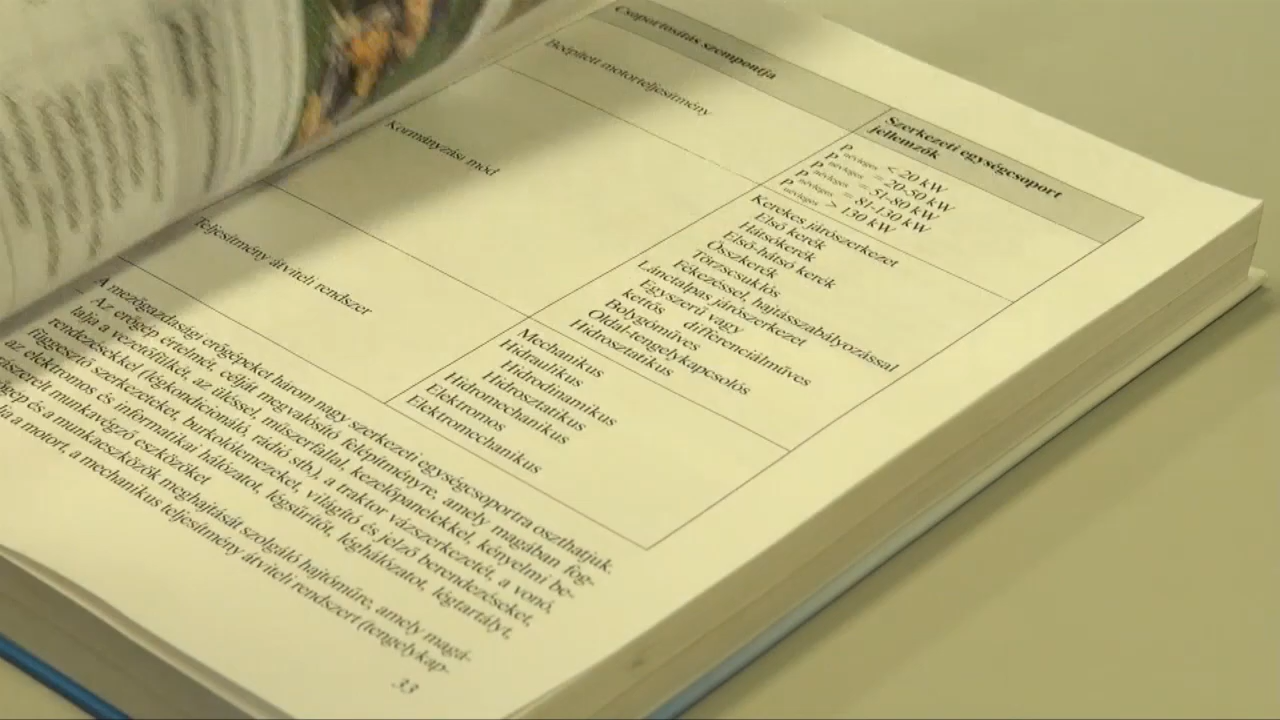 Csoportosítás szempontja
Szerkezeti egységcsoport
jellemzők
Beépített motorteljesítmény
P névleges < 20 kW
P névleges = 20-50 kW
P névleges = 51-80 kW
P névleges = 81-130 kW
P névleges > 130 kW
Kormányzási mód
Kerekes járószerkezet
Első kerék
Hátsókerék
Első-hátsó kerék
Összkerék
Törzscsuklós
Fékezéssel, hajtásszabályozással
Lánctalpas járószerkezet
Egyszerű vagy
kettős differenciálműves
Bolygóműves
Oldal-tengelykapcsolós
Hidrosztatikus
Teljesítmény átviteli rendszer
Mechanikus
Hidraulikus
Hidrodinamikus
Hidrosztatikus
Hidromechanikus
Elektromos
Elektromechanikus
A mezőgazdasági erőgépeket három nagy szerkezeti egységcsoportra oszthatjuk.
Az erőgép értelmét, célját megvalósító felépítményre, amely magában fog-
lalja a vezetőfülkét, az üléssel, műszerfallal, kezelőpanelekkel, kényelmi be-
rendezésekkel (légkondicionáló, rádió stb.), a traktor vázszerkezetét, a vonó,
függesztő szerkezeteket, burkolólemezeket, világító és jelző berendezéseket,
az elektromos és informatikai hálózatot, légsűrítőt, léghálózatot, légtartályt,
munkavégző eszközöket
és a munkaeszközök meghajtását szolgáló hajtóműre, amely magá-
a motort, a mechanikus teljesítmény átviteli rendszert (tengelykap-
33